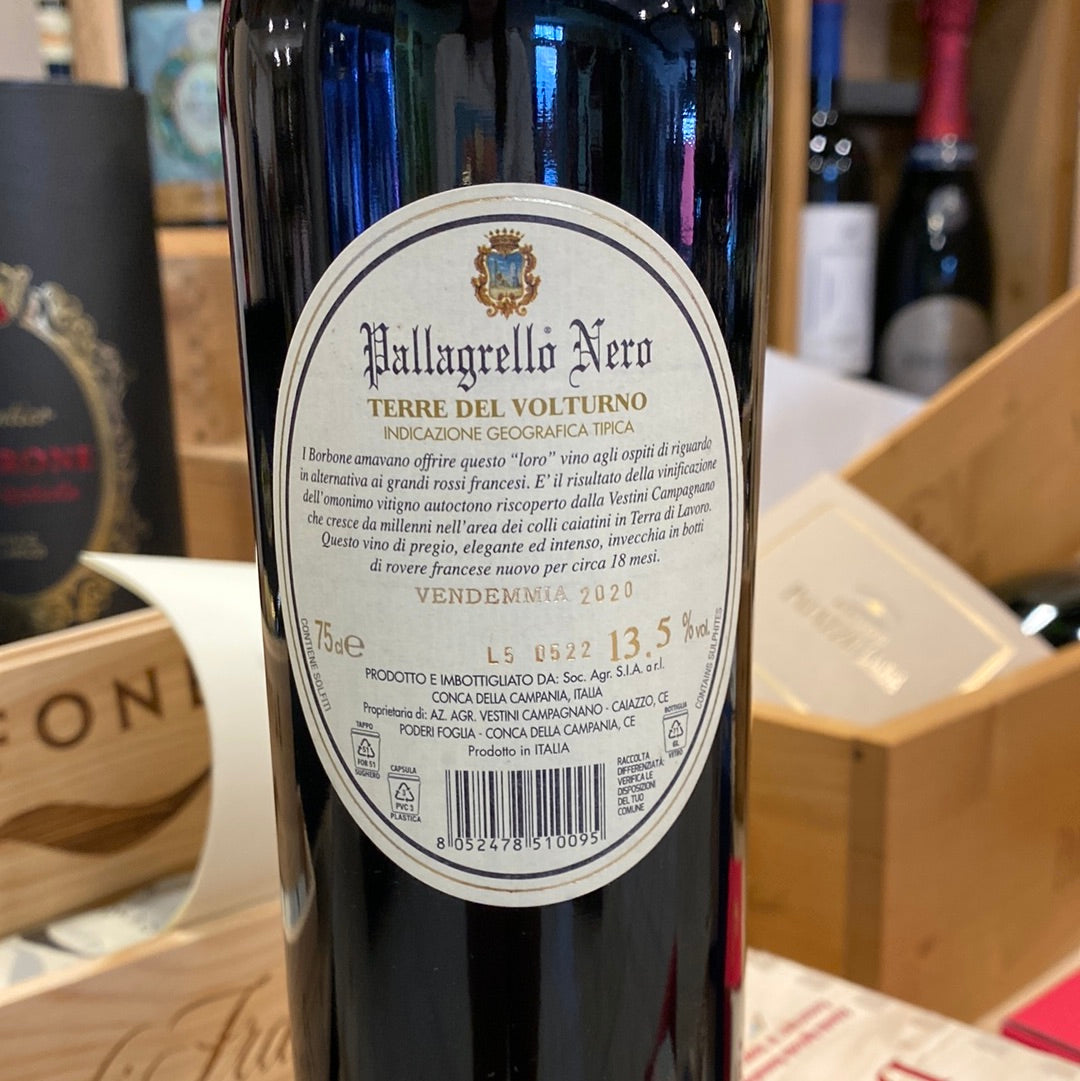 Pallagrello® Nero
TERRE DEL VOLTURNO
INDICAZIONE GEOGRAFICA TIPICA
I Borbone amavano offrire questo “loro” vino agli ospiti di riguardo
in alternativa ai grandi rossi francesi. E’ il risultato della vinificazione
dell’omonimo vitigno autoctono riscoperto dalla Vestini Campagnano
che cresce da millenni nell’area dei colli caiatini in Terra di Lavoro.
Questo vino di pregio, elegante ed intenso, invecchia in botti
di rovere francese nuovo per circa 18 mesi.
VENDEMMIA 2020
75cl e
L5 0522 13.5 %vol.
CONTIENE SOLFITI
CONTAINS SULPHITES
PRODOTTO E IMBOTTIGLIATO DA: Soc. Agr. S.I.A. a r.l.
CONCA DELLA CAMPANIA, ITALIA
Proprietaria di: AZ. AGR. VESTINI CAMPAGNANO - CAIAZZO, CE
PODERI FOGLIA - CONCA DELLA CAMPANIA, CE
Prodotto in ITALIA
TAPPO
51
FOR 51
SUGHERO
CAPSULA
3
PVC 3
PLASTICA
BOTTIGLIA
GL
VETRO
RACCOLTA
DIFFERENZIATA:
VERIFICA LE
DISPOSIZIONI
DEL TUO
COMUNE
8 052478 510095
FONE